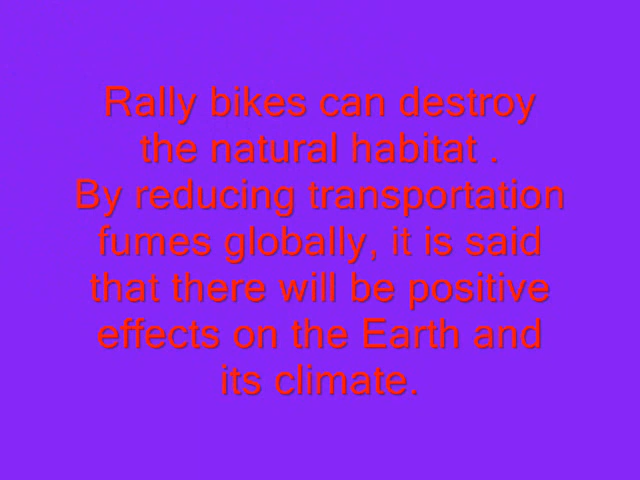 Rally bikes can destroy
the natural habitat .
By reducing transportation
fumes globally, it is said
that there will be positive
effects on the Earth and
its climate.